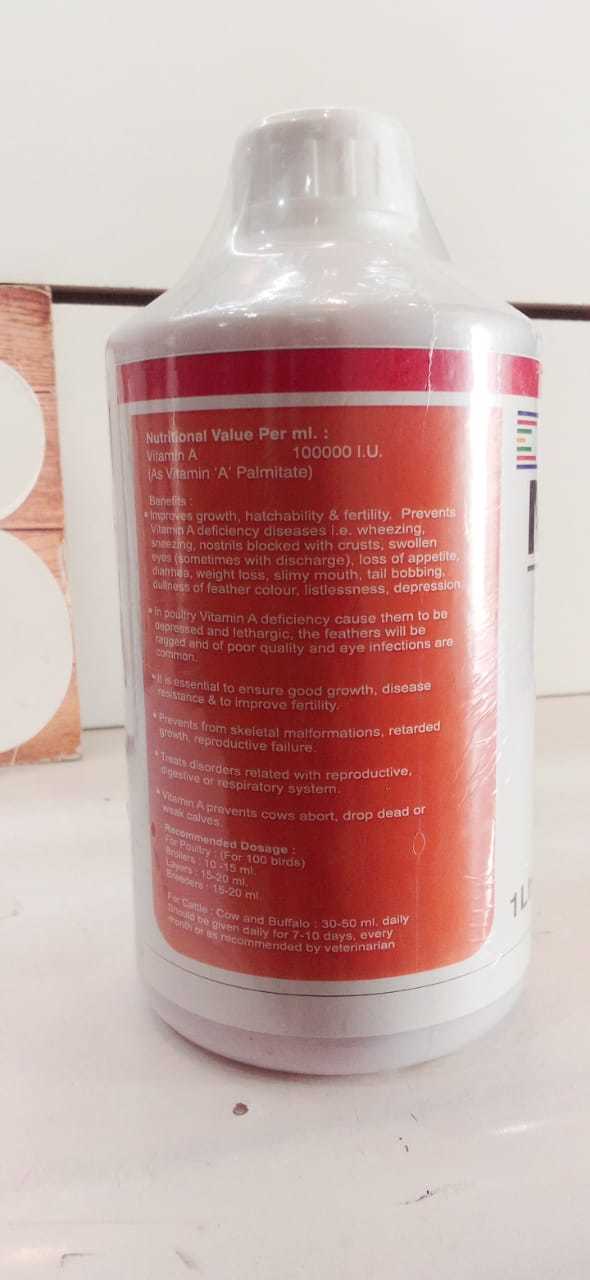 Nutritional Value Per ml. :
Vitamin A 100000 I.U.
(As Vitamin 'A' Palmitate)
Benefits :
• Improves growth, hatchability & fertility. Prevents
Vitamin A deficiency diseases i.e. wheezing,
sneezing, nostrils blocked with crusts, swollen
eyes (sometimes with discharge), loss of appetite,
diarrhea, weight loss, slimy mouth, tail bobbing,
dullness of feather colour, listlessness, depression
• In poultry Vitamin A deficiency cause them to be
depressed and lethargic, the feathers will be
ragged and of poor quality and eye infections are
common.
• It is essential to ensure good growth, disease
resistance & to improve fertility.
• Prevents from skeletal malformations, retarded
growth, reproductive failure.
• Treats disorders related with reproductive,
digestive or respiratory system.
• Vitamin A prevents cows abort, drop dead or
weak calves.
Recommended Dosage :
For Poultry : (For 100 birds)
Broilers : 10 -15 ml.
Layers : 15-20 ml.
Breeders : 15-20 ml.
For Cattle : Cow and Buffalo : 30-50 ml. daily
Should be given daily for 7-10 days, every
month or as recommended by veterinarian